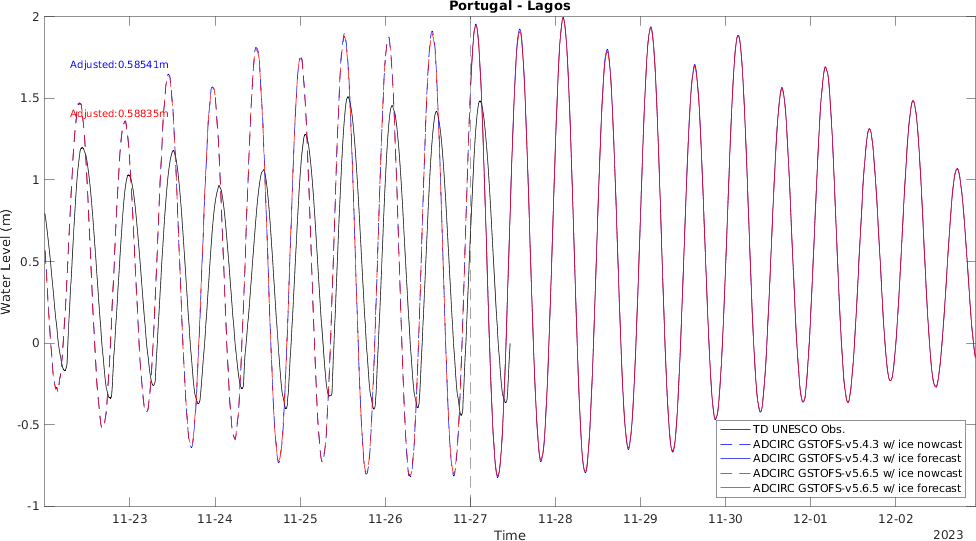 Portugal - Lagos
2
1.5
1
0.5
0
-0.5
-1
Water Level (m)
Adjusted:0.58541m
Adjusted:0.58835m
TD UNESCO Obs.
ADCIRC GSTOFS-v5.4.3 w/ ice nowcast
ADCIRC GSTOFS-v5.4.3 w/ ice forecast
ADCIRC GSTOFS-v5.6.5 w/ ice nowcast
ADCIRC GSTOFS-v5.6.5 w/ ice forecast
11-23 11-24 11-25 11-26 11-27 11-28 11-29 11-30 12-01 12-02
Time
2023